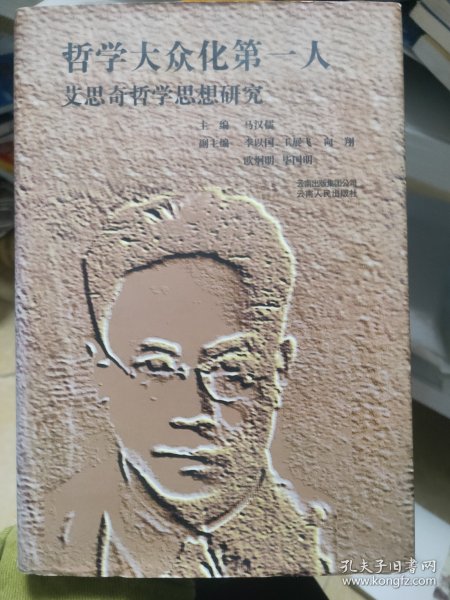 哲学大众化第一人
艾思奇哲学思想研究
主编 马汉儒
副主编 李以国 王展飞 向翔
欧炯明 毕国明
云南出版集团公司
云南人民出版社
孔夫子旧书网
www.kongfz.com